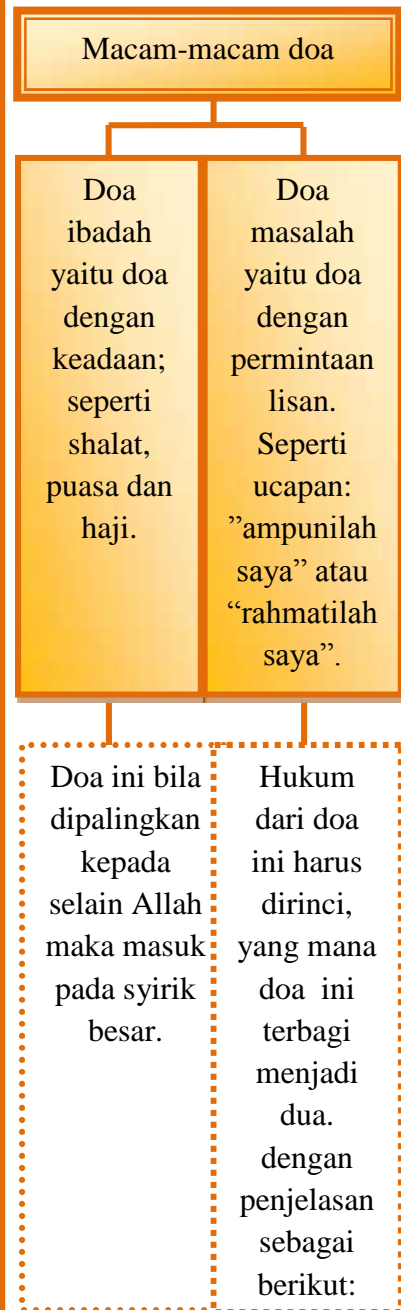 Macam-macam doa
Doa
ibadah
yaitu doa
dengan
keadaan;
seperti
shalat,
puasa dan
haji.
Doa
masalah
yaitu doa
dengan
permintaan
lisan.
Seperti
ucapan:
”ampunilah
saya” atau
“rahmatilah
saya”.
Doa ini bila
dipalingkan
kepada
selain Allah
maka masuk
pada syirik
besar.
Hukum
dari doa
ini harus
dirinci,
yang mana
doa ini
terbagi
menjadi
dua.
dengan
penjelasan
sebagai
berikut: